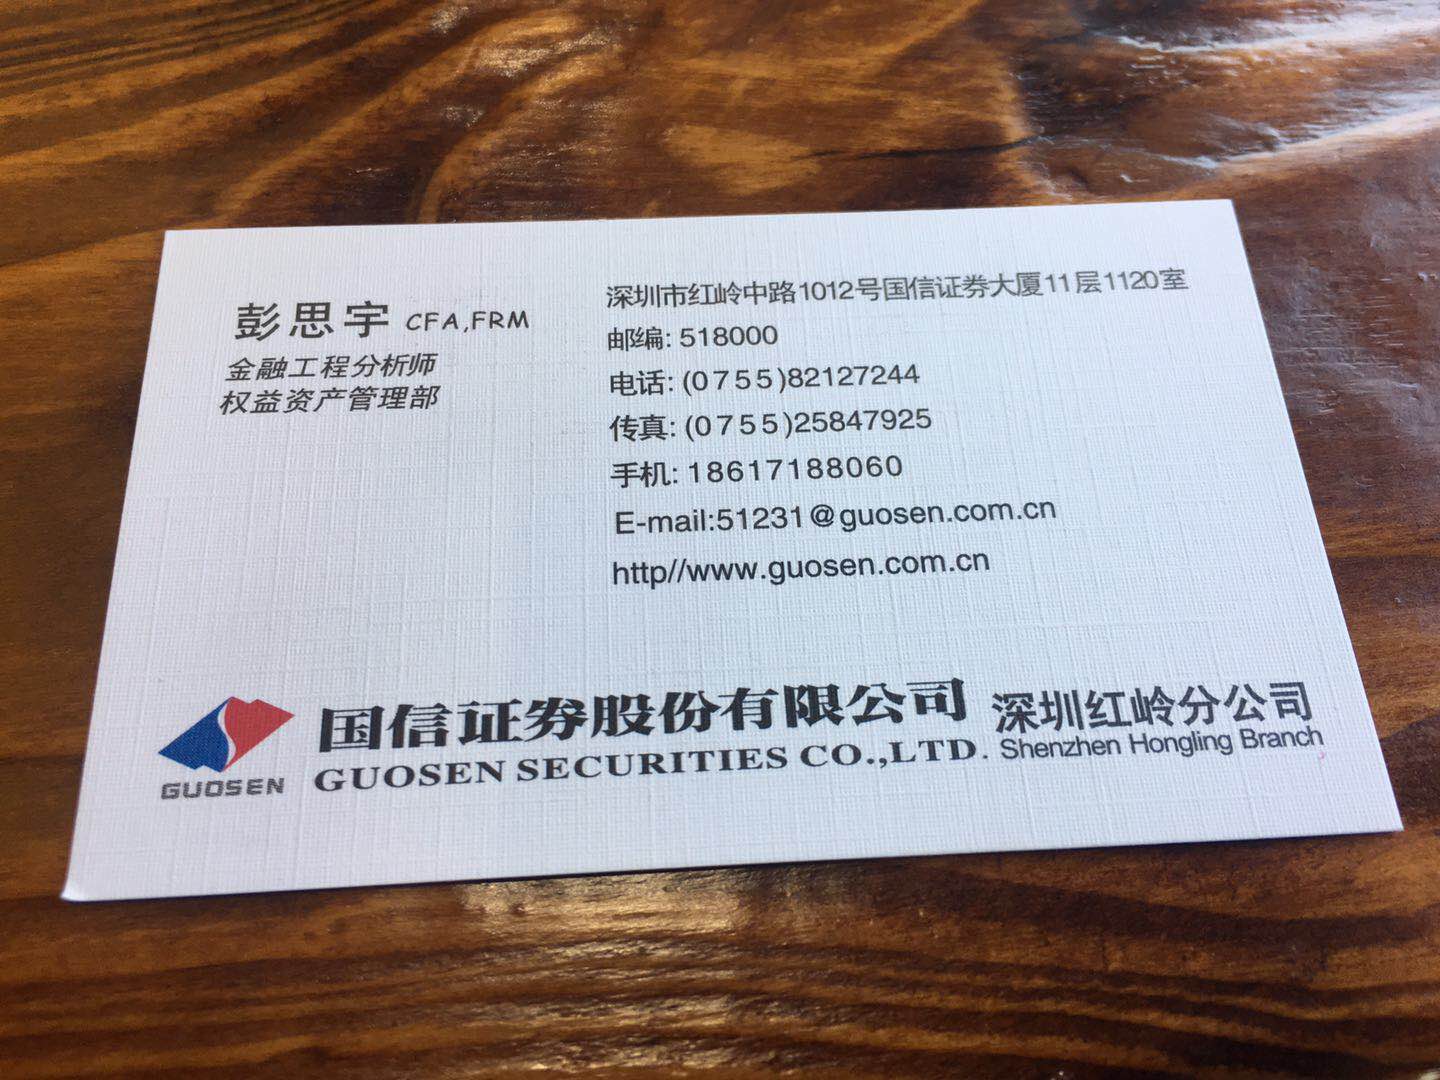 彭思宇 CFA,FRM
金融工程分析师
权益资产管理部
深圳市红岭中路1012号国信证券大厦11层1120室
邮编: 518000
电话: (0755)82127244
传真: (0755)25847925
手机: 18617188060
E-mail:51231@guosen.com.cn
http//www.guosen.com.cn
GUOSEN
国信证券股份有限公司 深圳红岭分公司
GUOSEN SECURITIES CO.,LTD. Shenzhen Hongling Branch